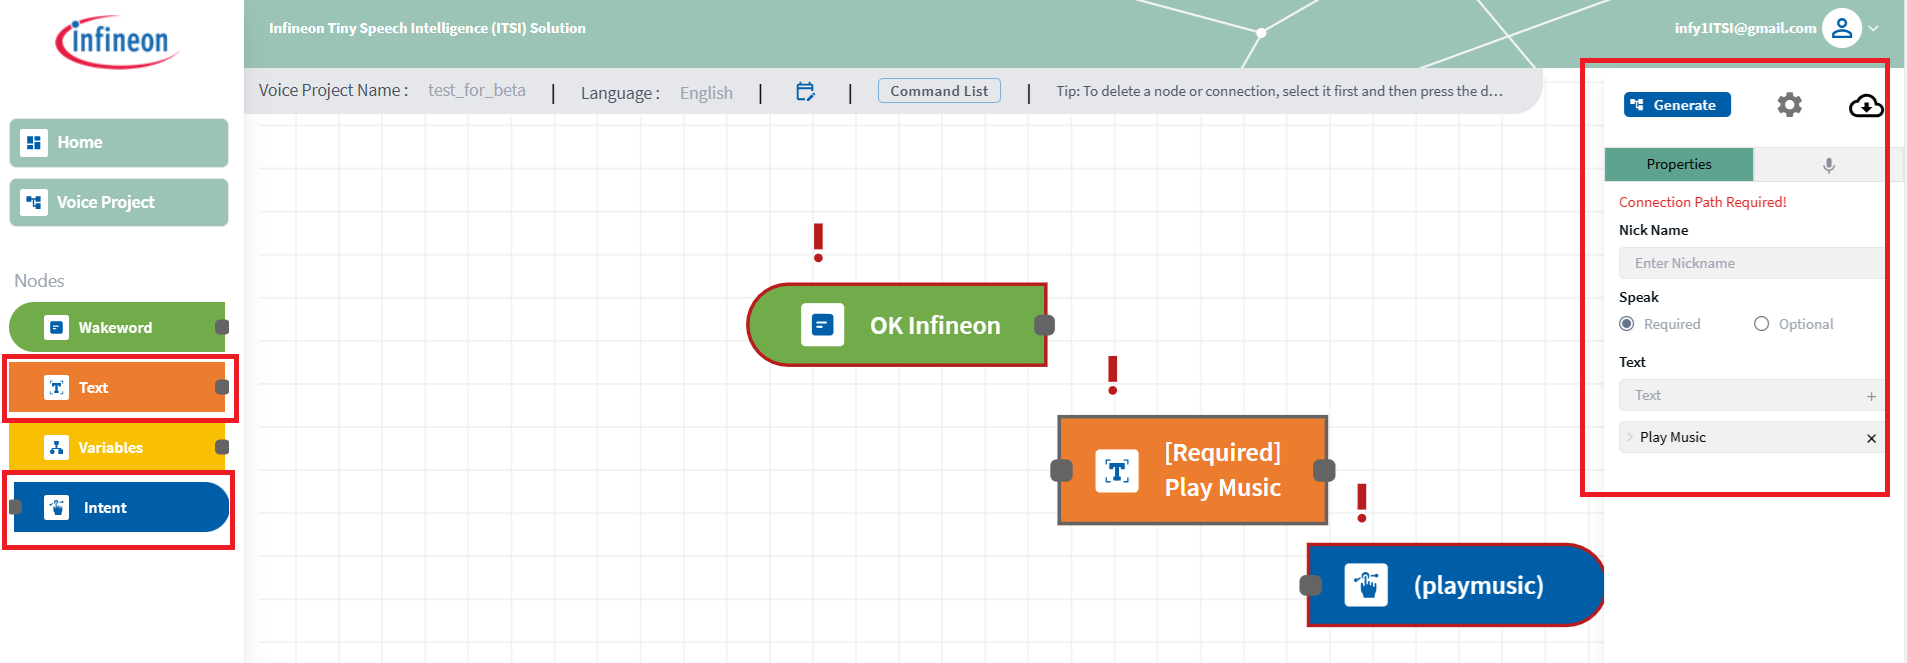 infineon
Infineon Tiny Speech Intelligence (ITSI) Solution
infy1ITSI@gmail.com
Voice Project Name :
test_for_beta
|
Language :
English
|
|
Command List
|
Tip: To delete a node or connection, select it first and then press the d...
Home
Voice Project
Nodes
Wakeword
Text
Variables
Intent
!
OK Infineon
!
[Required]
Play Music
!
(playmusic)
Generate
Properties
Connection Path Required!
Nick Name
Enter Nickname
Speak
Required
Optional
Text
Text
+
Play Music
×